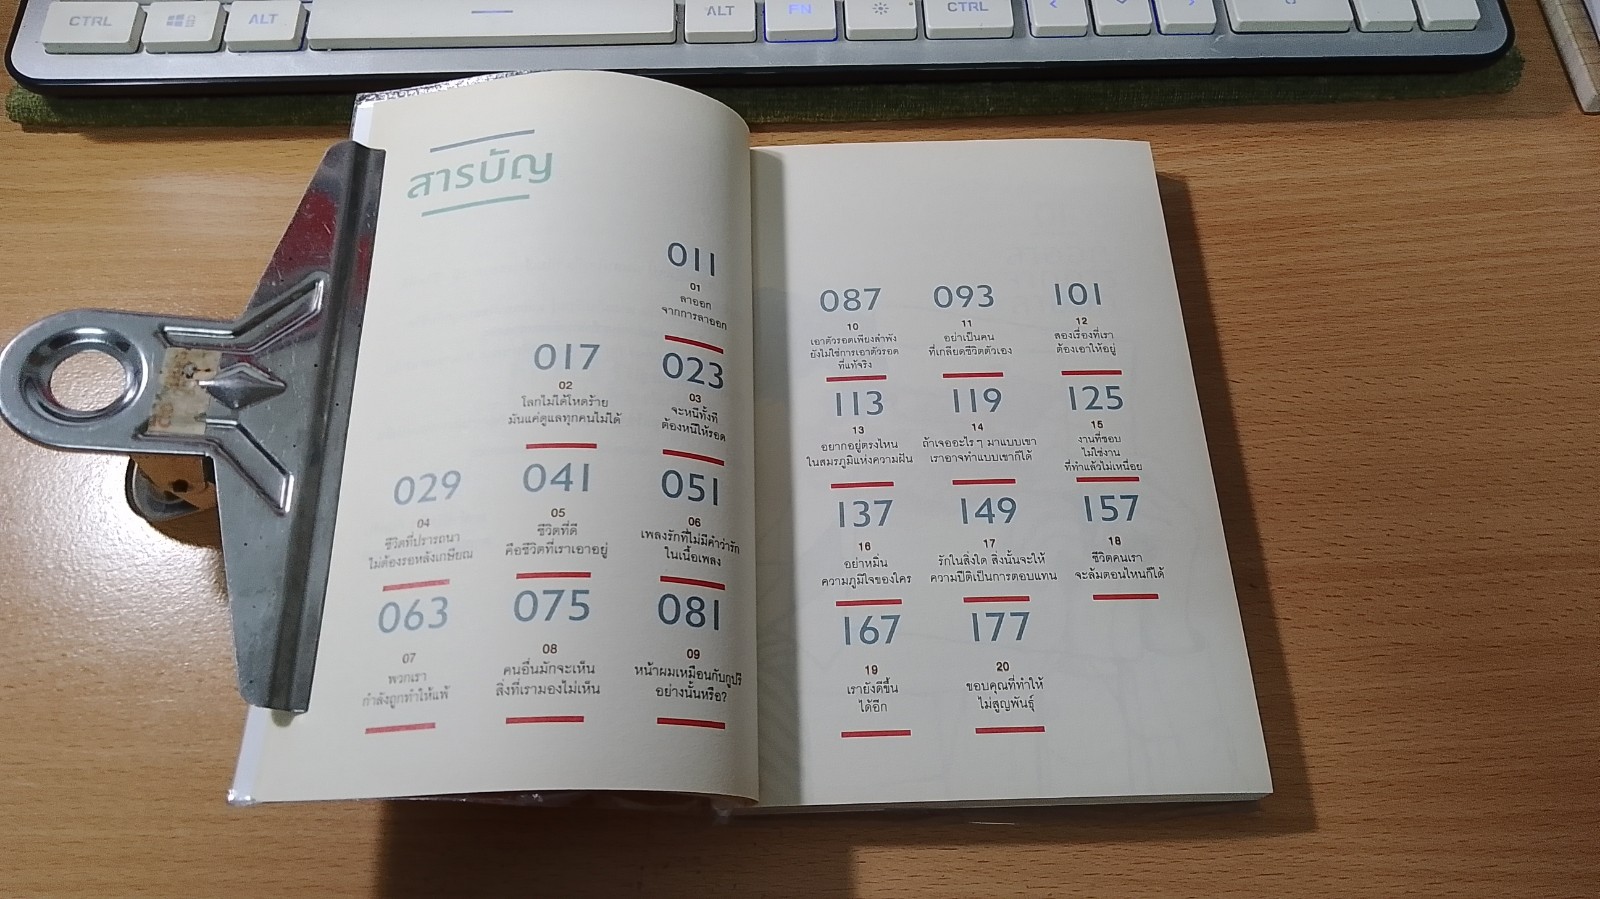 CTRL
ALT
ALT
FN
CTRL
สารบัญ
011
01
ลาออก
จากการลาออก
017
02
โลกไม่ได้โหดร้าย
มันแค่ดูแลทุกคนไม่ได้
023
03
จะหนีทั้งที
ต้องหนีให้รอด
029
04
ชีวิตที่ปรารถนา
ไม่ต้องรอหลังเกษียณ
041
05
ชีวิตที่ดี
คือชีวิตที่เราเอาอยู่
051
06
เพลงรักที่ไม่มีคำว่ารัก
ในเนื้อเพลง
063
07
พวกเรา
กำลังถูกทำให้แพ้
075
08
คนอื่นมักจะเห็น
สิ่งที่เรามองไม่เห็น
081
09
หน้าผมเหมือนกับกูปรี
อย่างนั้นหรือ?
087
10
เอาตัวรอดเพียงลำพัง
ยังไม่ใช่การเอาตัวรอด
ที่แท้จริง
093
11
อย่าเป็นคน
ที่เกลียดชีวิตตัวเอง
101
12
สองเรื่องที่เรา
ต้องเอาให้อยู่
113
13
อยากอยู่ตรงไหน
ในสมรภูมิแห่งความฝัน
119
14
ถ้าเจออะไร ๆ มาแบบเขา
เราอาจทำแบบเขาก็ได้
125
15
งานที่ชอบ
ไม่ใช่งาน
ที่ทำแล้วไม่เหนื่อย
137
16
อย่าหมิ่น
ความภูมิใจของใคร
149
17
รักในสิ่งใด สิ่งนั้นจะให้
ความปีติเป็นการตอบแทน
157
18
ชีวิตคนเรา
จะล้มตอนไหนก็ได้
167
19
เรายังดีขึ้น
ได้อีก
177
20
ขอบคุณที่ทำให้
ไม่สูญพันธุ์